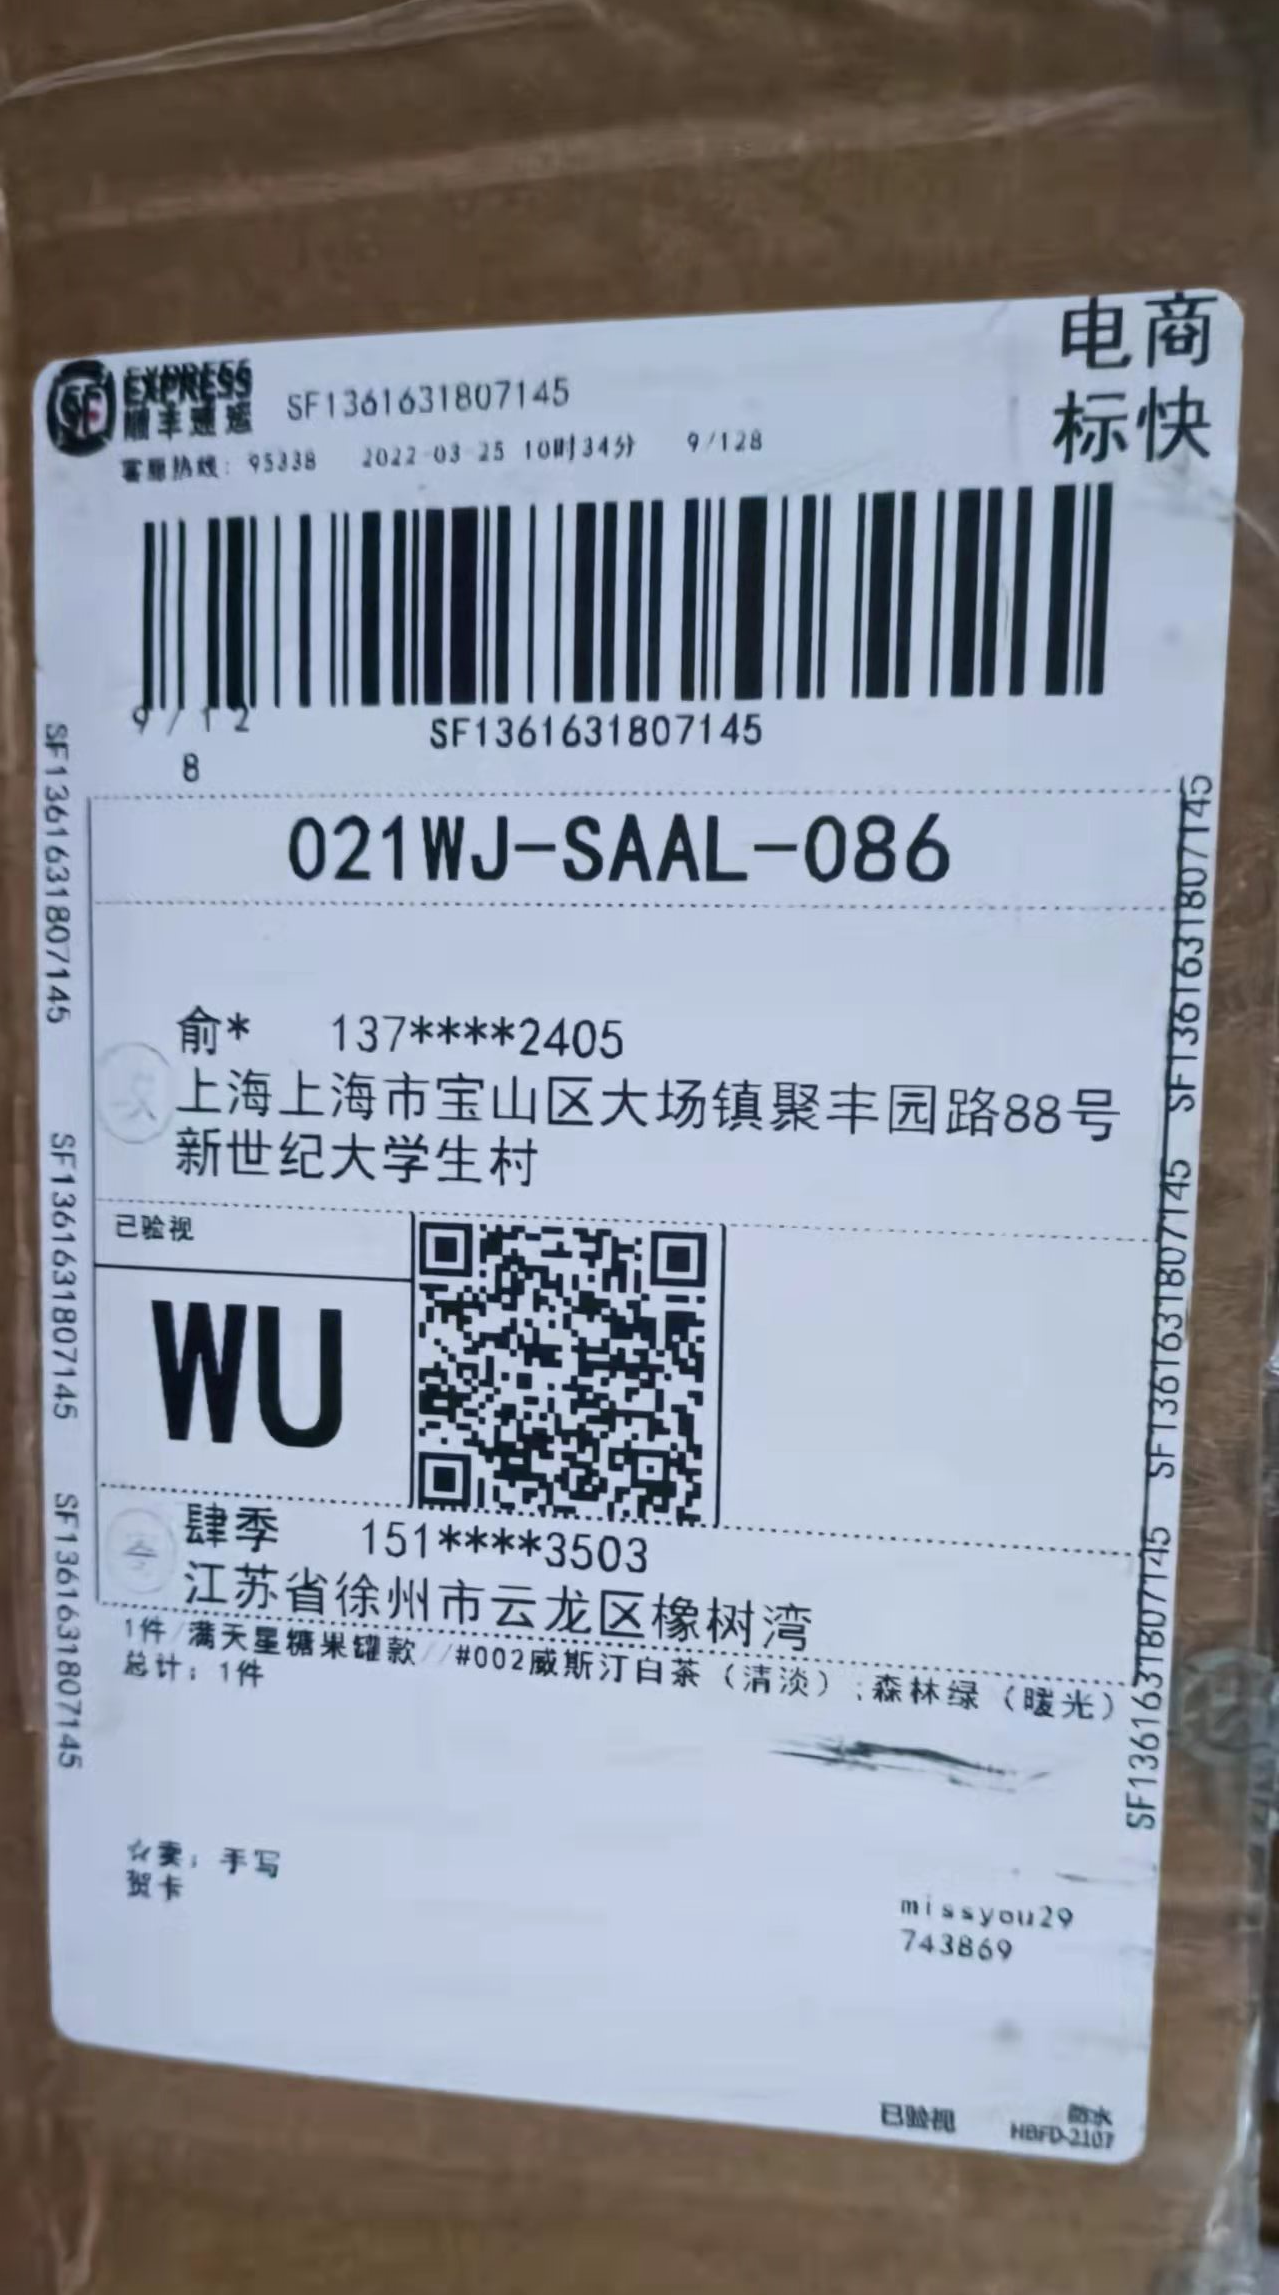 电商
标快
SF EXPRESS
顺丰速运
SF1361631807145
客服热线：95338 2022-03-25 10时34分 9/128
9/12
8
SF1361631807145
021WJ-SAAL-086
俞* 137****2405
上海上海市宝山区大场镇聚丰园路88号
新世纪大学生村
已验视
WU
肆季 151****3503
江苏省徐州市云龙区橡树湾
1件/满天星糖果罐款//#002威斯汀白茶（清淡）;森林绿（暖光）
总计：1件
SF1361631807145
SF1361631807145
SF1361631807145
SF1361631807145
SF1361631807145
SF1361631807145
手写
贺卡
missyou29
743869
已验视
HBFD-2107